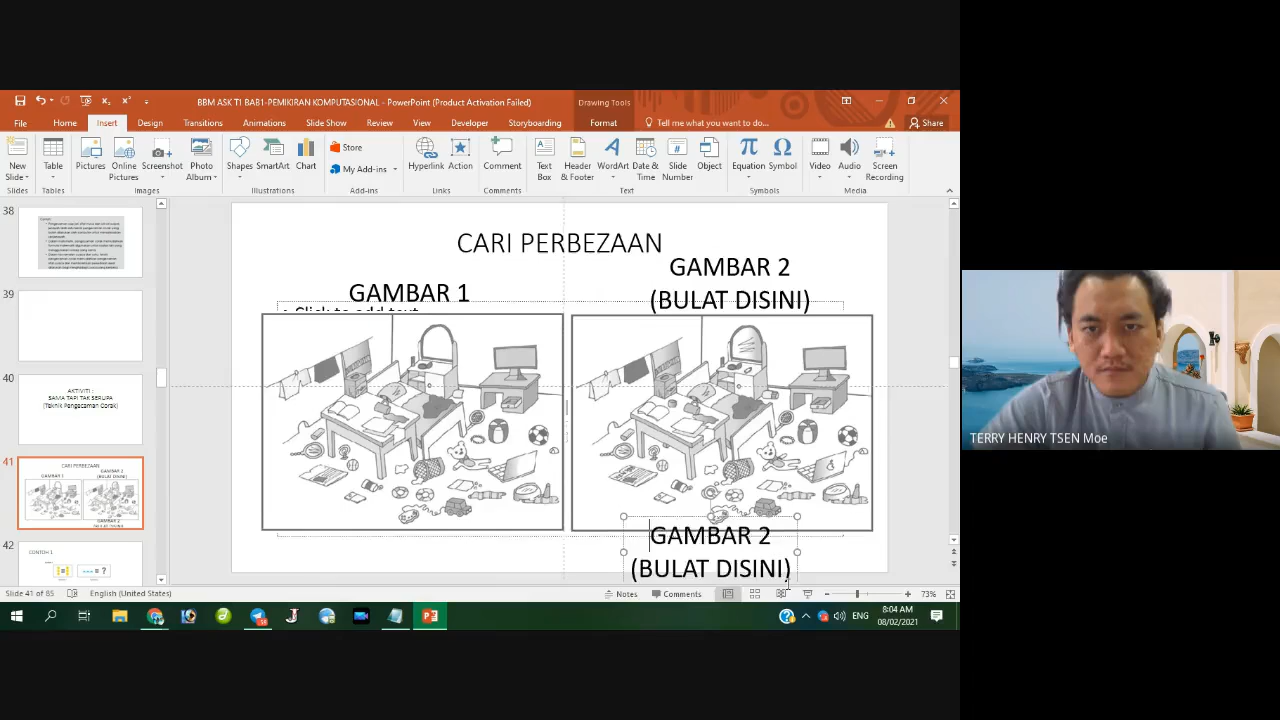 BBM ASK T1 BAB1-PEMIKIRAN KOMPUTASIONAL - PowerPoint (Product Activation Failed)
Drawing Tools
File
Home
Insert
Design
Transitions
Animations
Slide Show
Review
View
Developer
Storyboarding
Format
Tell me what you want to do...
Share
New
Slide
Table
Pictures
Online
Pictures
Screenshot
Photo
Album
Shapes
SmartArt
Chart
Store
My Add-ins
Hyperlink
Action
Comment
Text
Box
Header
& Footer
WordArt
Date &
Time
Slide
Number
Object
Equation
Symbol
Video
Audio
Screen
Recording
Slides
Tables
Images
Illustrations
Add-ins
Links
Comments
Text
Symbols
Media
38
39
40
AKTIVITI :
SAMA TAPI TAK SERUPA
(Teknik Pengecaman Corak)
41
CARI PERBEZAAN
GAMBAR 1
GAMBAR 2
(BULAT DISINI)
GAMBAR 2
42
CONTOH 1
CARI PERBEZAAN
GAMBAR 1
GAMBAR 2
(BULAT DISINI)
GAMBAR 2
(BULAT DISINI)
TERRY HENRY TSEN Moe
Slide 41 of 85
English (United States)
Notes
Comments
73%
ENG
8:04 AM
08/02/2021